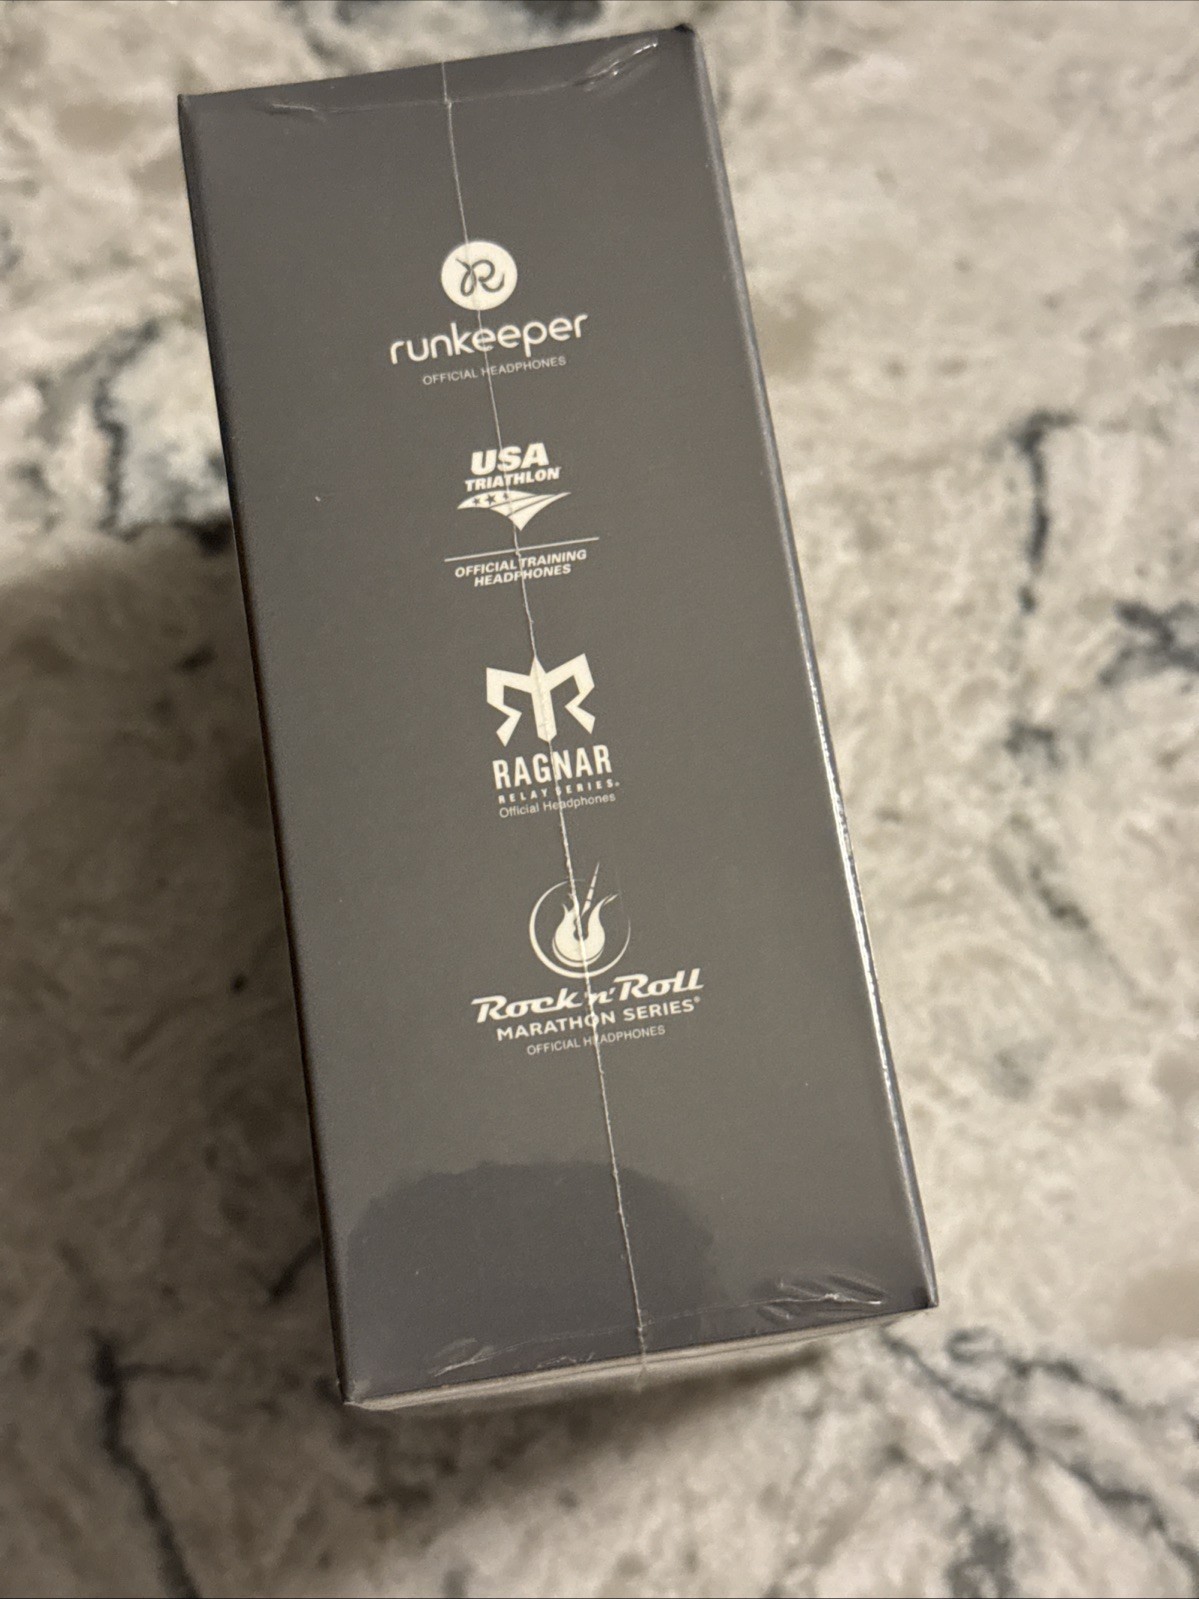 runkeeper
OFFICIAL HEADPHONES
USA
TRIATHLON
OFFICIAL TRAINING
HEADPHONES
RAGNAR
RELAY SERIES®
Official Headphones
Rock 'n' Roll
MARATHON SERIES®
OFFICIAL HEADPHONES